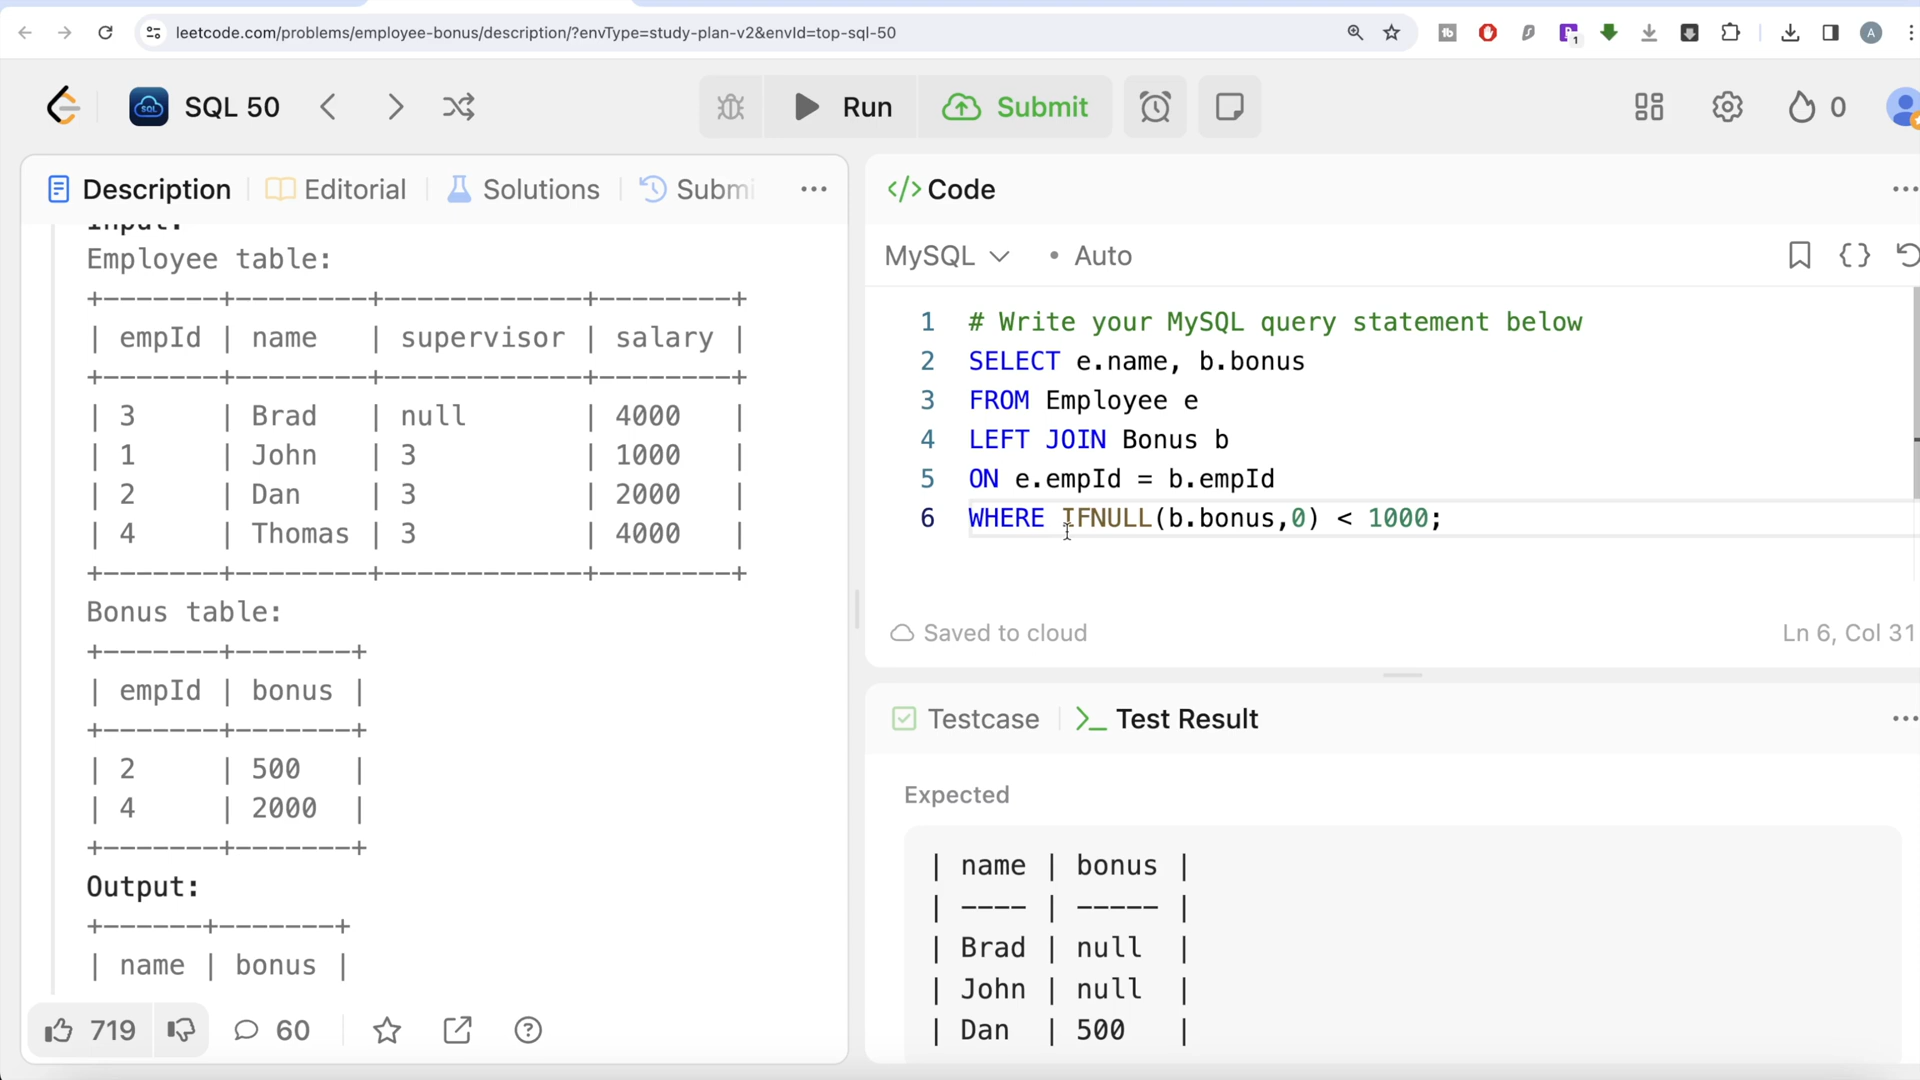 leetcode.com/problems/employee-bonus/description/?envType=study-plan-v2&envId=top-sql-50
1
A
SQL 50
Run
Submit
0
Description
Editorial
Solutions
Submi
Input:
Employee table:
+-------+--------+------------+--------+
| empId | name   | supervisor | salary |
+-------+--------+------------+--------+
| 3     | Brad   | null       | 4000   |
| 1     | John   | 3          | 1000   |
| 2     | Dan    | 3          | 2000   |
| 4     | Thomas | 3          | 4000   |
+-------+--------+------------+--------+
Bonus table:
+-------+-------+
| empId | bonus |
+-------+-------+
| 2     | 500   |
| 4     | 2000  |
+-------+-------+
Output:
+------+-------+
| name | bonus |
719
60
</> Code
MySQL
• Auto
1 # Write your MySQL query statement below
2 SELECT e.name, b.bonus
3 FROM Employee e
4 LEFT JOIN Bonus b
5 ON e.empId = b.empId
6 WHERE IFNULL(b.bonus,0) < 1000;
Saved to cloud
Ln 6, Col 31
Testcase
>_ Test Result
Expected
| name | bonus |
| ---- | ----- |
| Brad | null  |
| John | null  |
| Dan  | 500   |